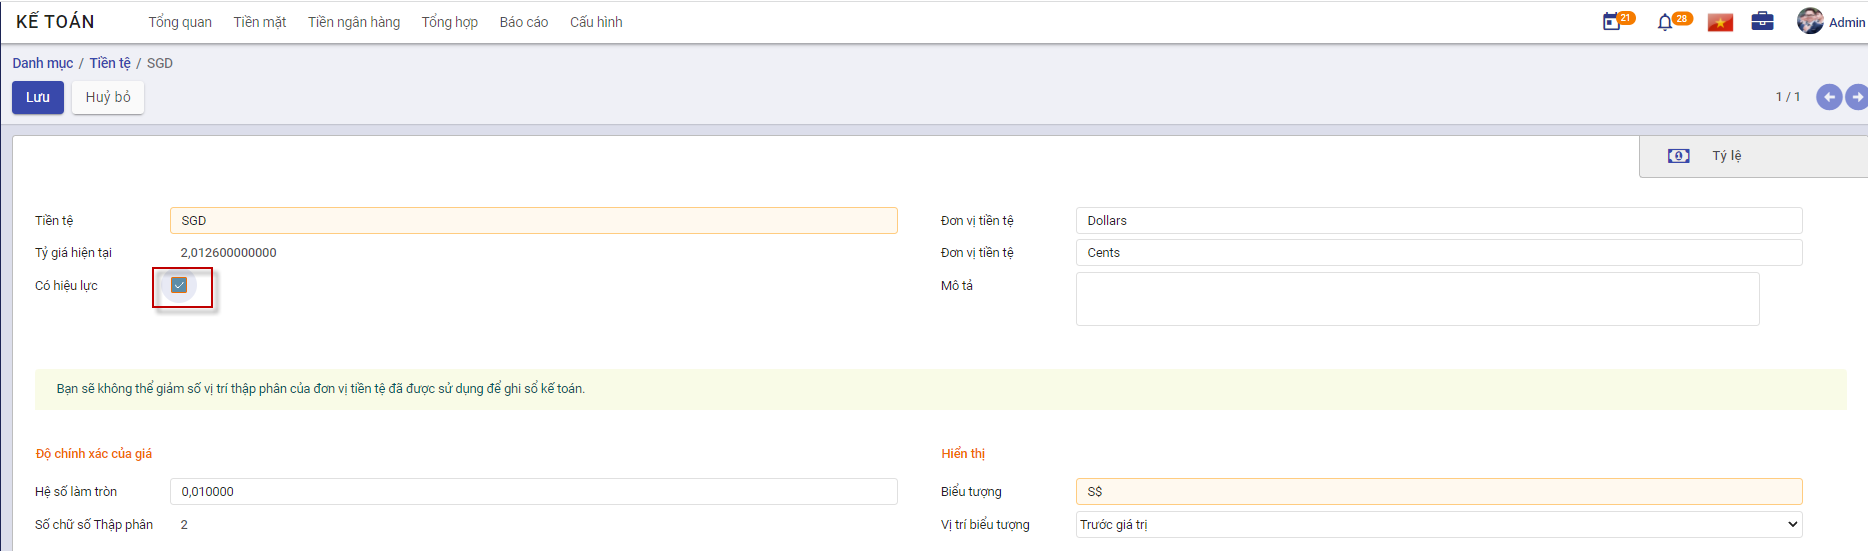 KẾ TOÁN Tổng quan Tiền mặt Tiền ngân hàng Tổng hợp Báo cáo Cấu hình 21 28 Admin
Danh mục / Tiền tệ / SGD
Lưu Huỷ bỏ 1 / 1
Tỷ lệ
Tiền tệ SGD Đơn vị tiền tệ Dollars
Tỷ giá hiện tại 2,012600000000 Đơn vị tiền tệ Cents
Có hiệu lực Mô tả
Bạn sẽ không thể giảm số vị trí thập phân của đơn vị tiền tệ đã được sử dụng để ghi sổ kế toán.
Độ chính xác của giá Hiển thị
Hệ số làm tròn 0,010000 Biểu tượng S$
Số chữ số Thập phân 2 Vị trí biểu tượng Trước giá trị